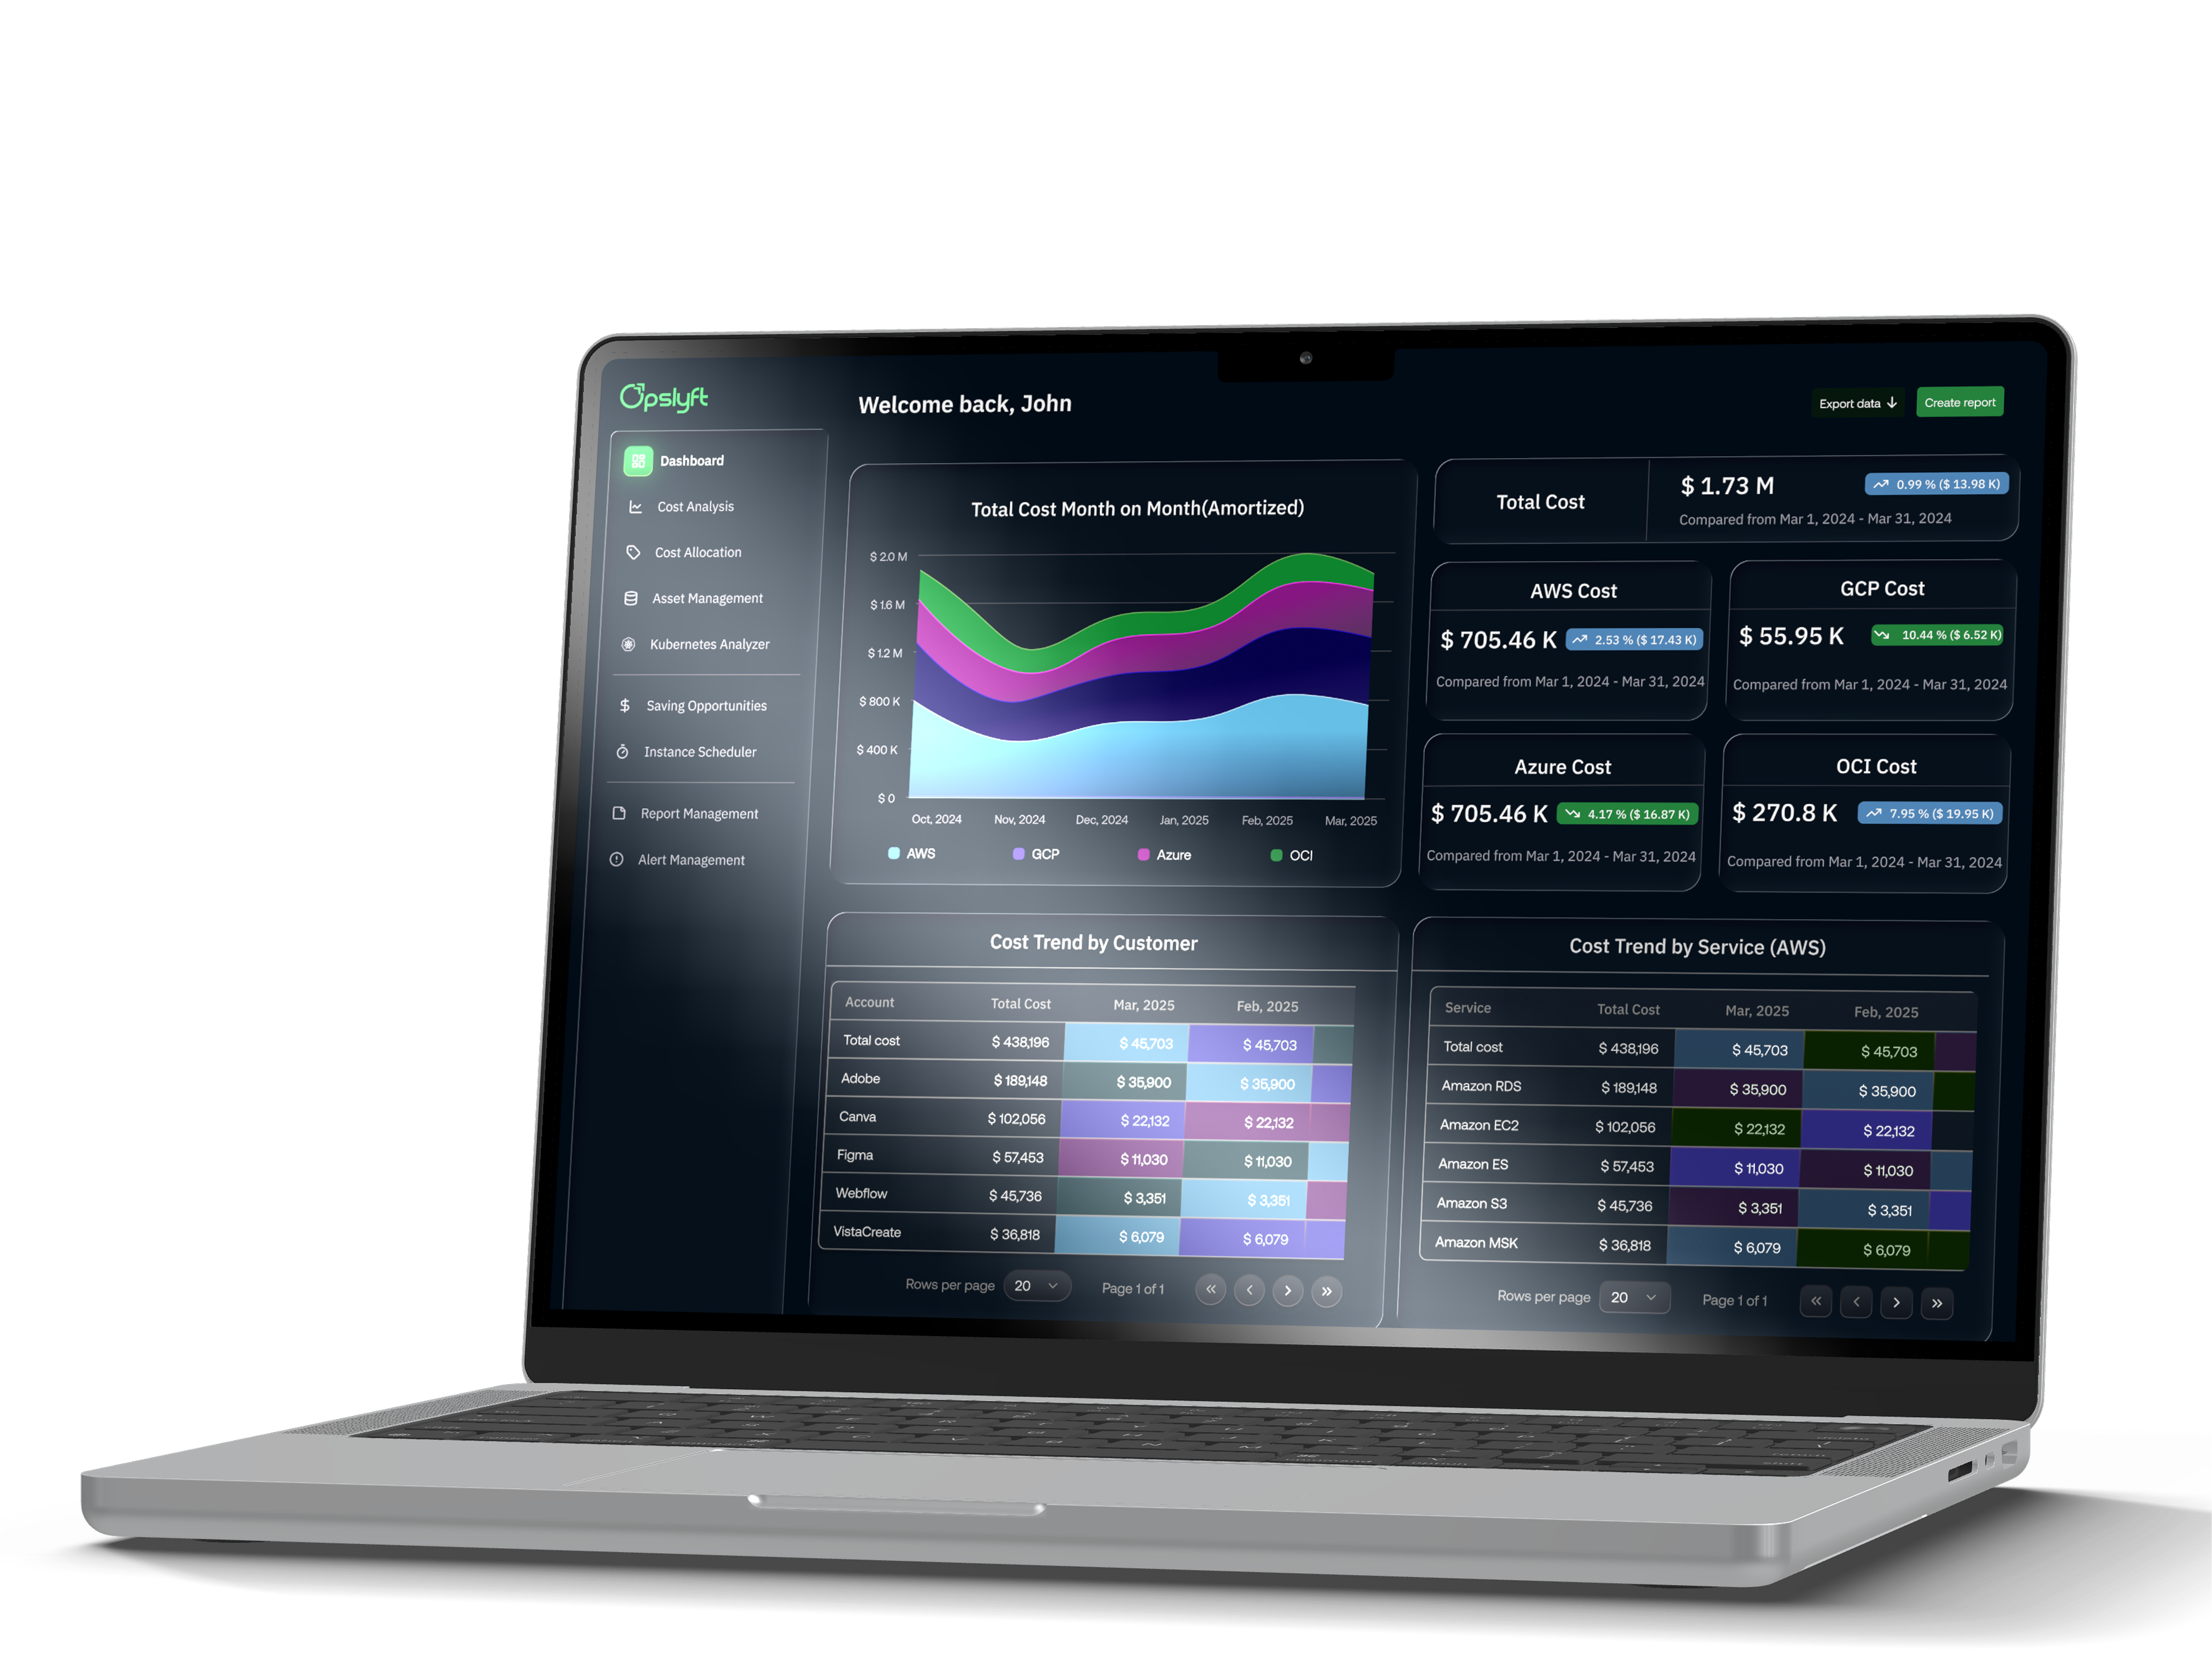 Opslyft
Welcome back, John
Export data
Create report
Dashboard
Cost Analysis
Cost Allocation
Asset Management
Kubernetes Analyzer
Saving Opportunities
Instance Scheduler
Report Management
Alert Management
Total Cost Month on Month(Amortized)
$ 2.0 M
$ 1.6 M
$ 1.2 M
$ 800 K
$ 400 K
$ 0
Oct, 2024 Nov, 2024 Dec, 2024 Jan, 2025 Feb, 2025 Mar, 2025
AWS GCP Azure OCI
Total Cost
$ 1.73 M
0.99 % ($ 13.98 K)
Compared from Mar 1, 2024 - Mar 31, 2024
AWS Cost
$ 705.46 K
2.53 % ($ 17.43 K)
Compared from Mar 1, 2024 - Mar 31, 2024
GCP Cost
$ 55.95 K
10.44 % ($ 6.52 K)
Compared from Mar 1, 2024 - Mar 31, 2024
Azure Cost
$ 705.46 K
4.17 % ($ 16.87 K)
Compared from Mar 1, 2024 - Mar 31, 2024
OCI Cost
$ 270.8 K
7.95 % ($ 19.95 K)
Compared from Mar 1, 2024 - Mar 31, 2024
Cost Trend by Customer
Account Total Cost Mar, 2025 Feb, 2025
Total cost $ 438,196 $ 45,703 $ 45,703
Adobe $ 189,148 $ 35,900 $ 35,900
Canva $ 102,056 $ 22,132 $ 22,132
Figma $ 57,453 $ 11,030 $ 11,030
Webflow $ 45,736 $ 3,351 $ 3,351
VistaCreate $ 36,818 $ 6,079 $ 6,079
Rows per page 20 Page 1 of 1
Cost Trend by Service (AWS)
Service Total Cost Mar, 2025 Feb, 2025
Total cost $ 438,196 $ 45,703 $ 45,703
Amazon RDS $ 189,148 $ 35,900 $ 35,900
Amazon EC2 $ 102,056 $ 22,132 $ 22,132
Amazon ES $ 57,453 $ 11,030 $ 11,030
Amazon S3 $ 45,736 $ 3,351 $ 3,351
Amazon MSK $ 36,818 $ 6,079 $ 6,079
Rows per page 20 Page 1 of 1